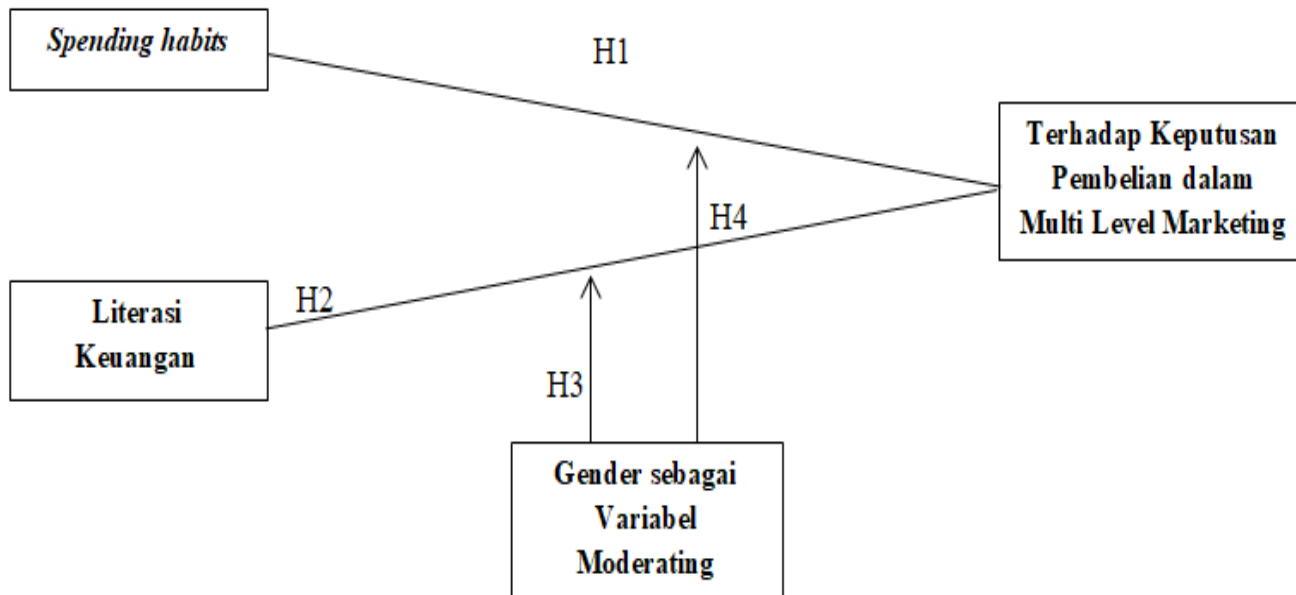 Spending habits
H1
Terhadap Keputusan
Pembelian dalam
Multi Level Marketing
H4
Literasi
Keuangan
H2
H3
Gender sebagai
Variabel
Moderating